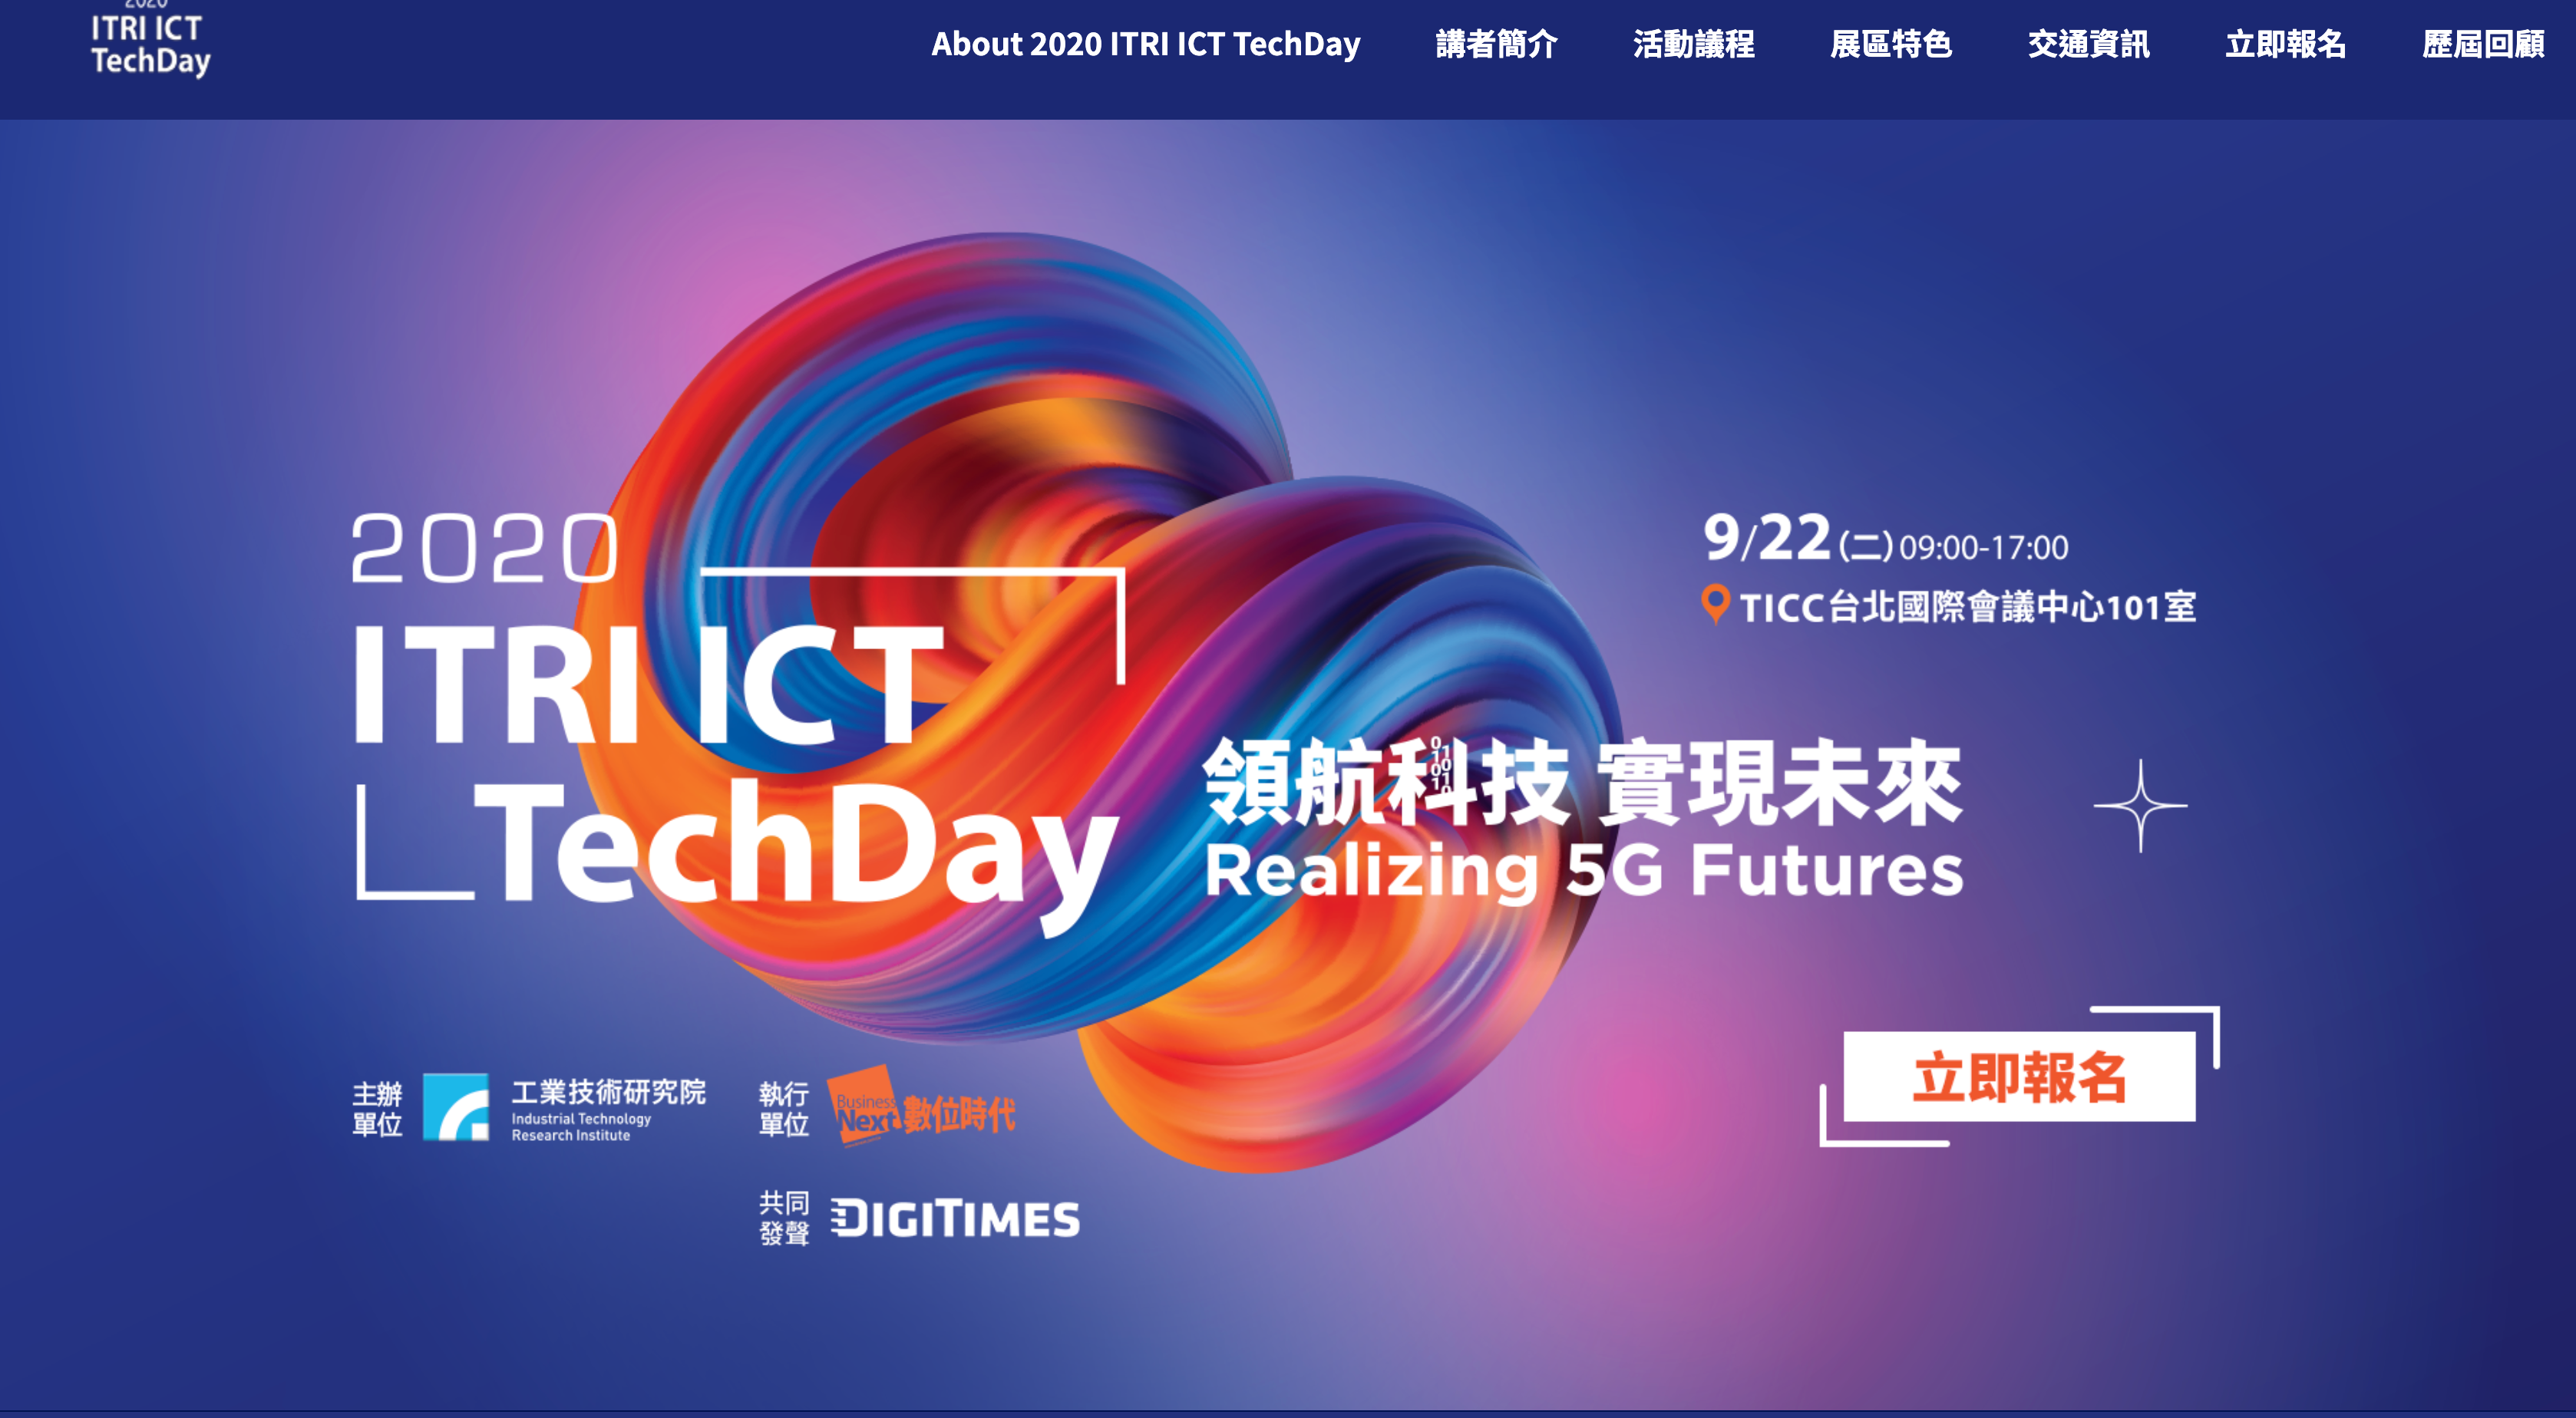 2020
ITRI ICT
TechDay
About 2020 ITRI ICT TechDay
講者簡介
活動議程
展區特色
交通資訊
立即報名
歷屆回顧
2020
ITRI ICT
TechDay
9/22(二)09:00-17:00
TICC台北國際會議中心101室
領航科技 實現未來
Realizing 5G Futures
立即報名
主辦
單位
工業技術研究院
Industrial Technology
Research Institute
執行
單位
Business
Next
數位時代
共同
發聲
DIGITIMES